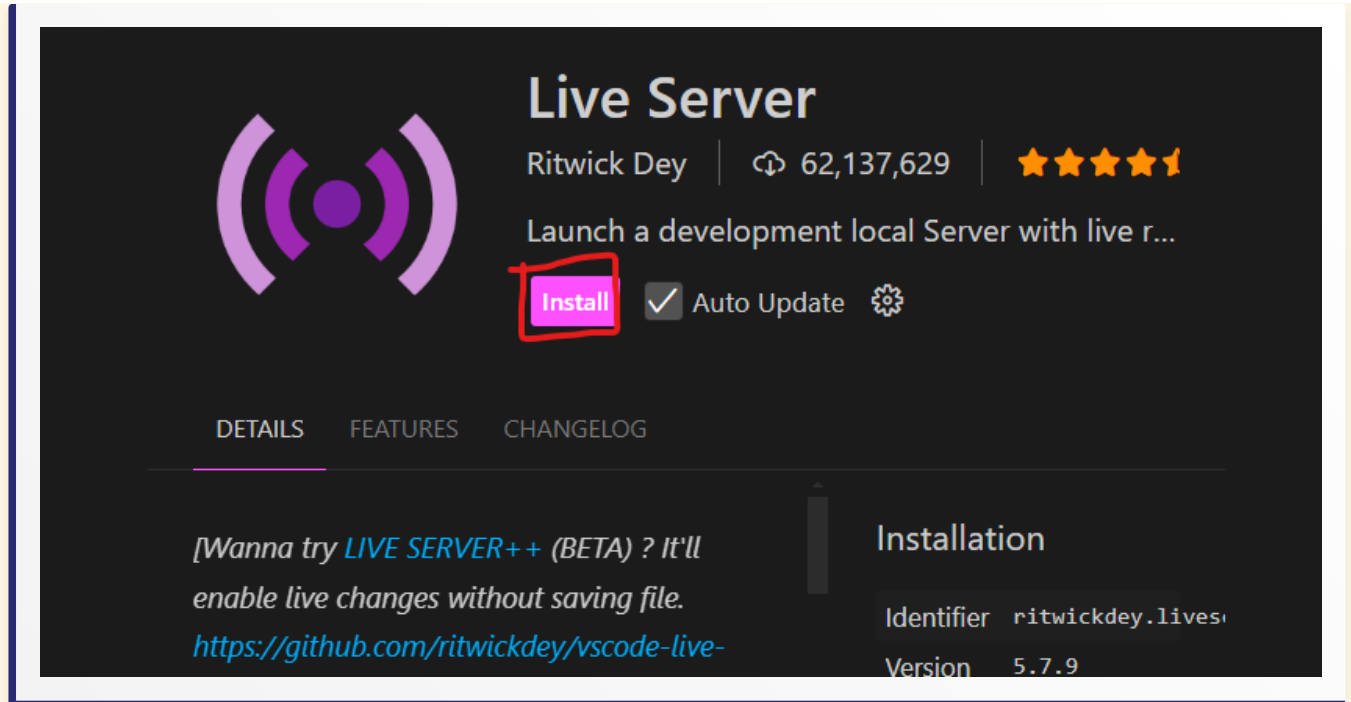 Live Server
Ritwick Dey 62,137,629
Launch a development local Server with live r...
Install Auto Update
DETAILS FEATURES CHANGELOG
[Wanna try LIVE SERVER++ (BETA) ? It'll
enable live changes without saving file.
https://github.com/ritwickdey/vscode-live-
Installation
Identifier ritwickdey.lives
Version 5.7.9